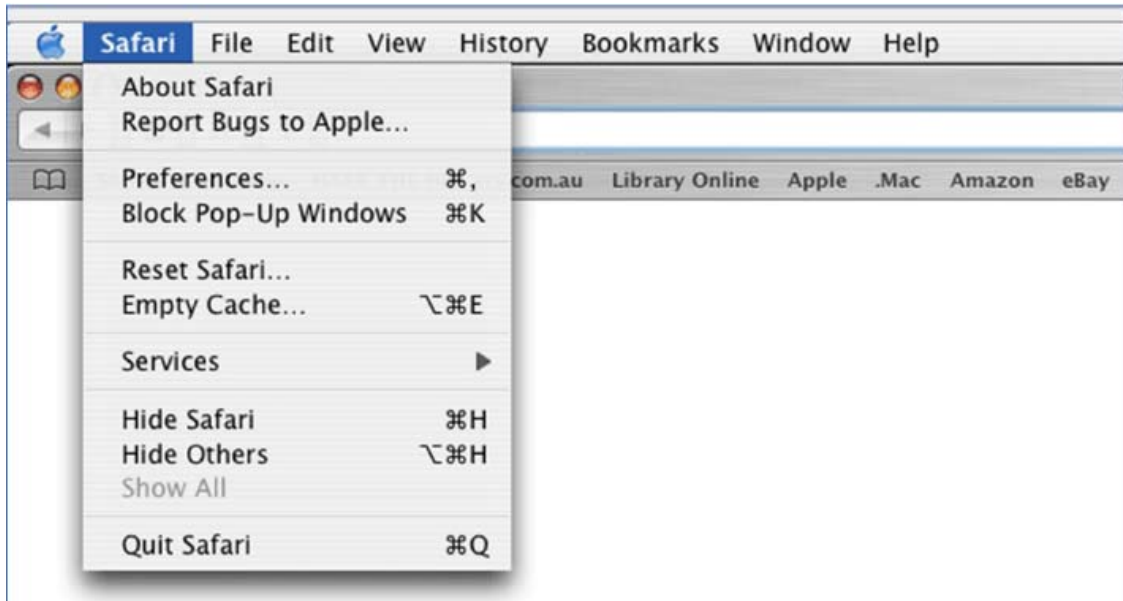 Safari File Edit View History Bookmarks Window Help
About Safari
Report Bugs to Apple...
Preferences... ⌘,
Block Pop-Up Windows ⌘K
com.au Library Online Apple .Mac Amazon eBay
Reset Safari...
Empty Cache... ⌥⌘E
Services
Hide Safari ⌘H
Hide Others ⌥⌘H
Show All
Quit Safari ⌘Q